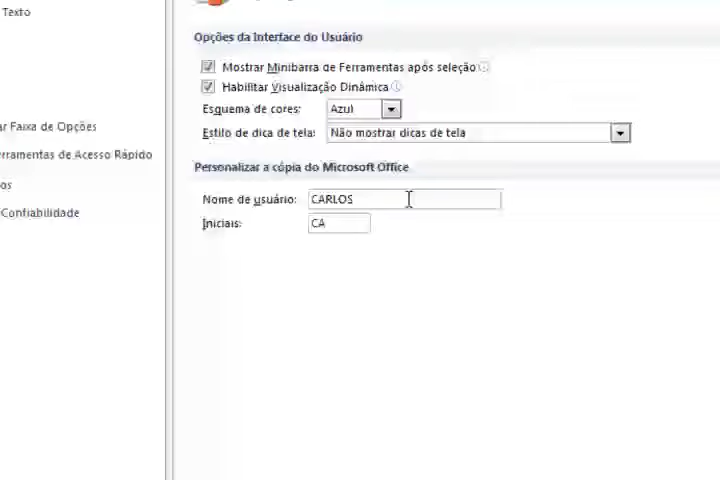 Texto
Opções da Interface do Usuário
Mostrar Minibarra de Ferramentas após seleção
Habilitar Visualização Dinâmica
Esquema de cores: Azul
ar Faixa de Opções
Estilo de dica de tela: Não mostrar dicas de tela
erramentas de Acesso Rápido
Personalizar a cópia do Microsoft Office
os
Nome de usuário: CARLOS
Confiabilidade
Iniciais: CA